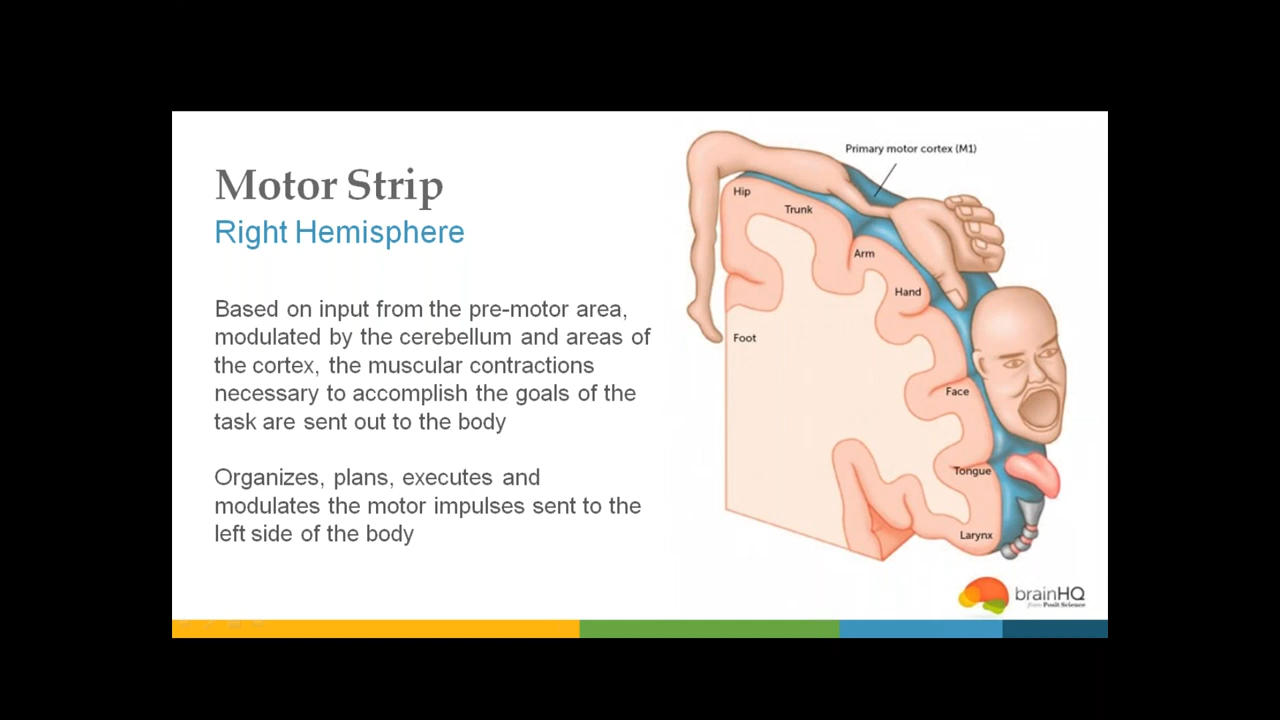 Motor Strip
Right Hemisphere
Based on input from the pre-motor area,
modulated by the cerebellum and areas of
the cortex, the muscular contractions
necessary to accomplish the goals of the
task are sent out to the body
Organizes, plans, executes and
modulates the motor impulses sent to the
left side of the body
Primary motor cortex (M1)
Hip
Trunk
Arm
Hand
Foot
Face
Tongue
Larynx
brainHQ
from Posit Science